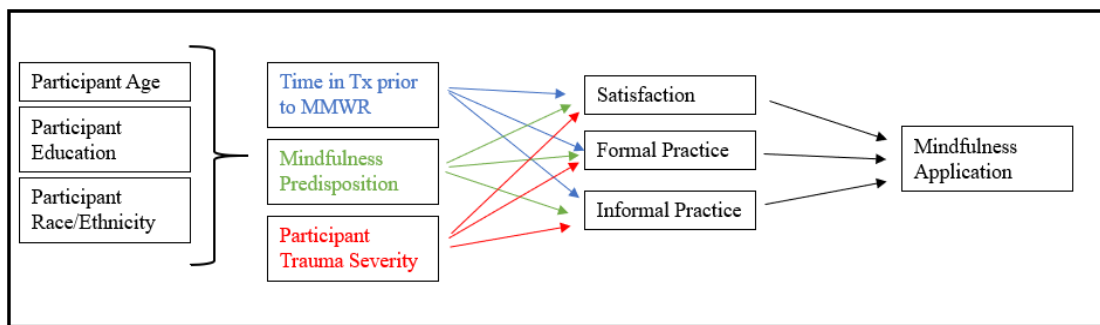 Participant Age
Participant
Education
Participant
Race/Ethnicity
Time in Tx prior
to MMWR
Mindfulness
Predisposition
Participant
Trauma Severity
Satisfaction
Formal Practice
Informal Practice
Mindfulness
Application